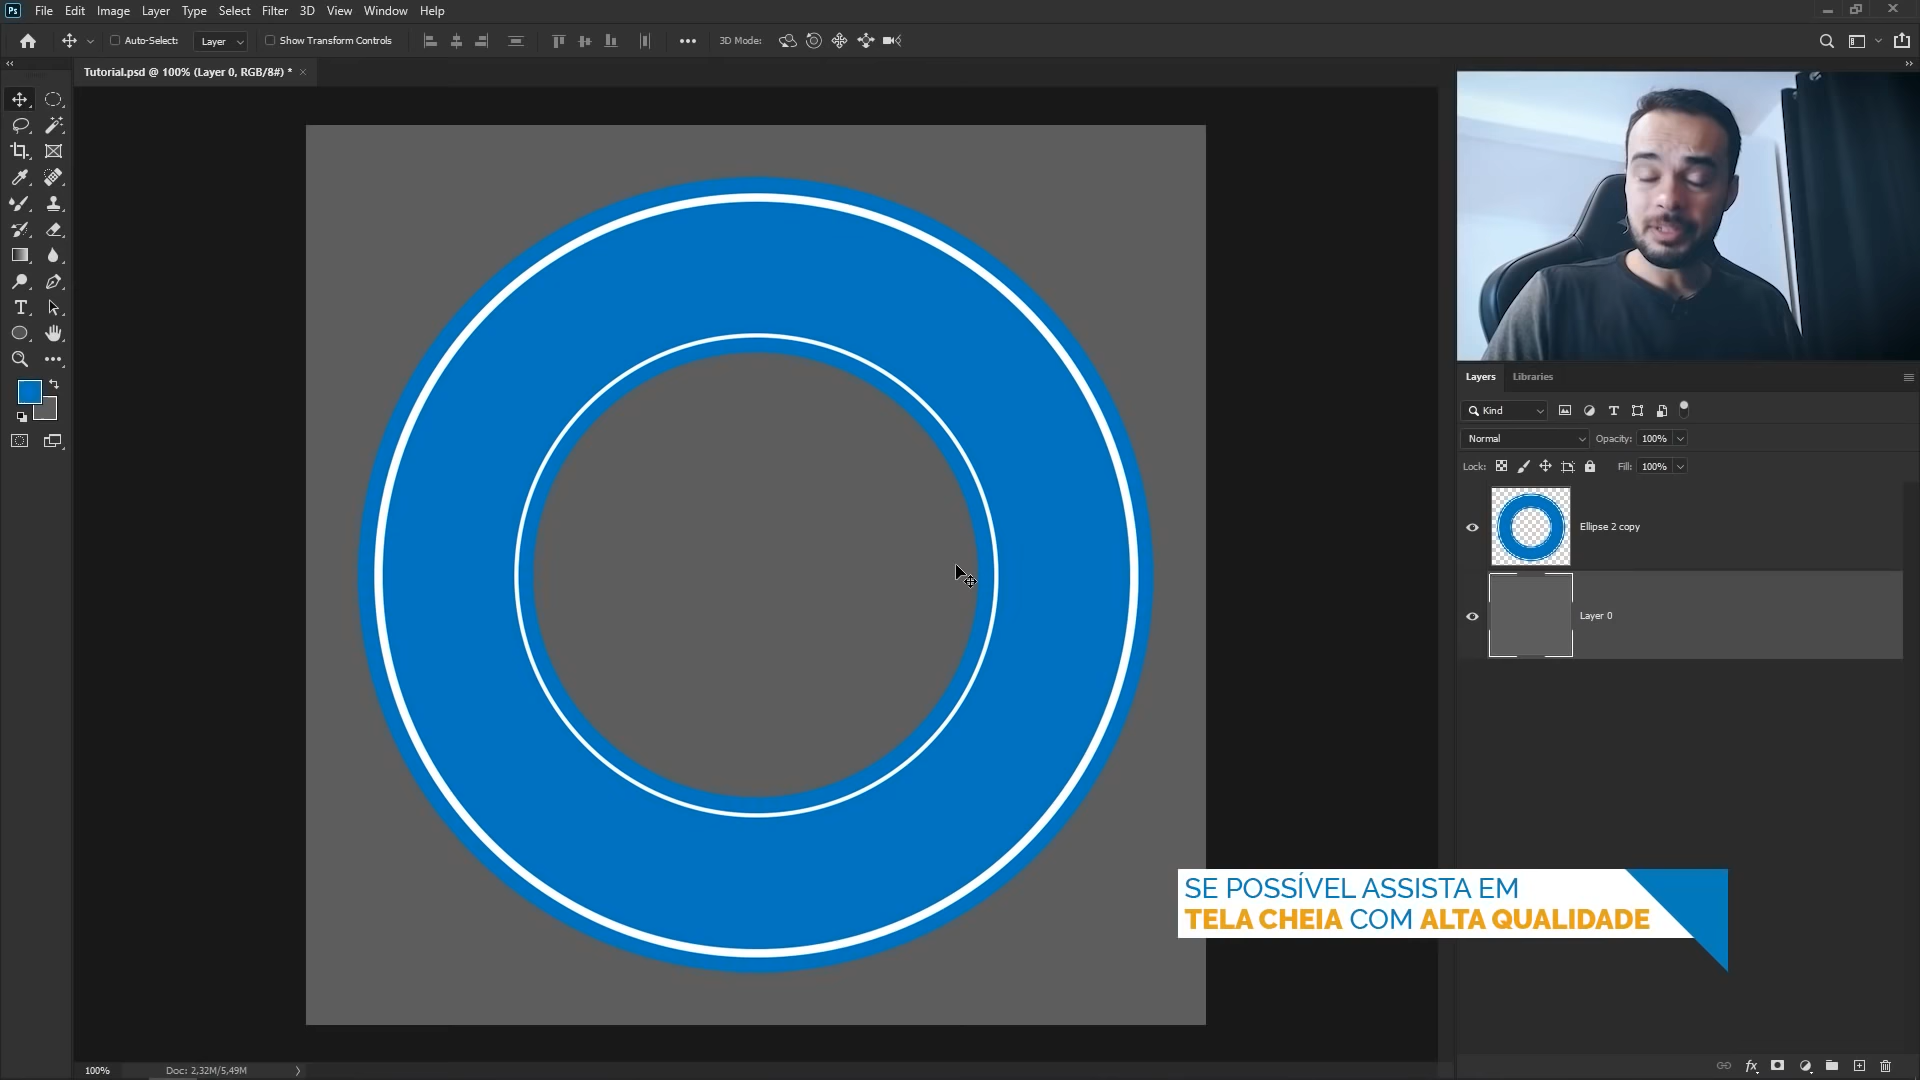 Ps File Edit Image Layer Type Select Filter 3D View Window Help
Auto-Select: Layer Show Transform Controls 3D Mode:
Tutorial.psd @ 100% (Layer 0, RGB/8#) *
Layers Libraries
Kind
Normal Opacity: 100%
Lock: Fill: 100%
Ellipse 2 copy
Layer 0
SE POSSÍVEL ASSISTA EM
TELA CHEIA COM ALTA QUALIDADE
100% Doc: 2,32M/5,49M